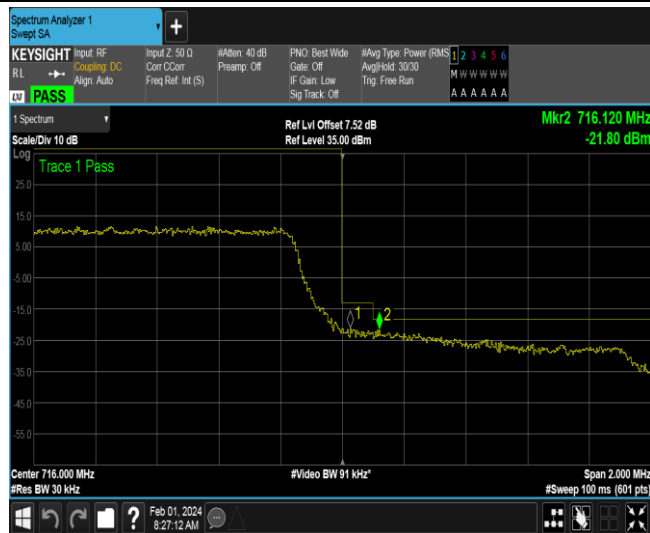 Spectrum Analyzer 1
Swept SA
+
KEYSIGHT
RL
PASS
Input: RF
Coupling: DC
Align: Auto
Input Z: 50 Ω
Corr CCorr
Freq Ref: Int (S)
#Atten: 40 dB
Preamp: Off
PNO: Best Wide
Gate: Off
IF Gain: Low
Sig Track: Off
#Avg Type: Power (RMS
Avg|Hold: 30/30
Trig: Free Run
1 2 3 4 5 6
M W W W W W
A A A A A A
1 Spectrum
Scale/Div 10 dB
Ref Lvl Offset 7.52 dB
Ref Level 35.00 dBm
Mkr2 716.120 MHz
-21.80 dBm
Log
Trace 1 Pass
25.0
15.0
5.00
-5.00
-15.0
-25.0
-35.0
-45.0
-55.0
1
2
Center 716.000 MHz
#Res BW 30 kHz
#Video BW 91 kHz*
Span 2.000 MHz
#Sweep 100 ms (601 pts)
?
Feb 01, 2024
8:27:12 AM